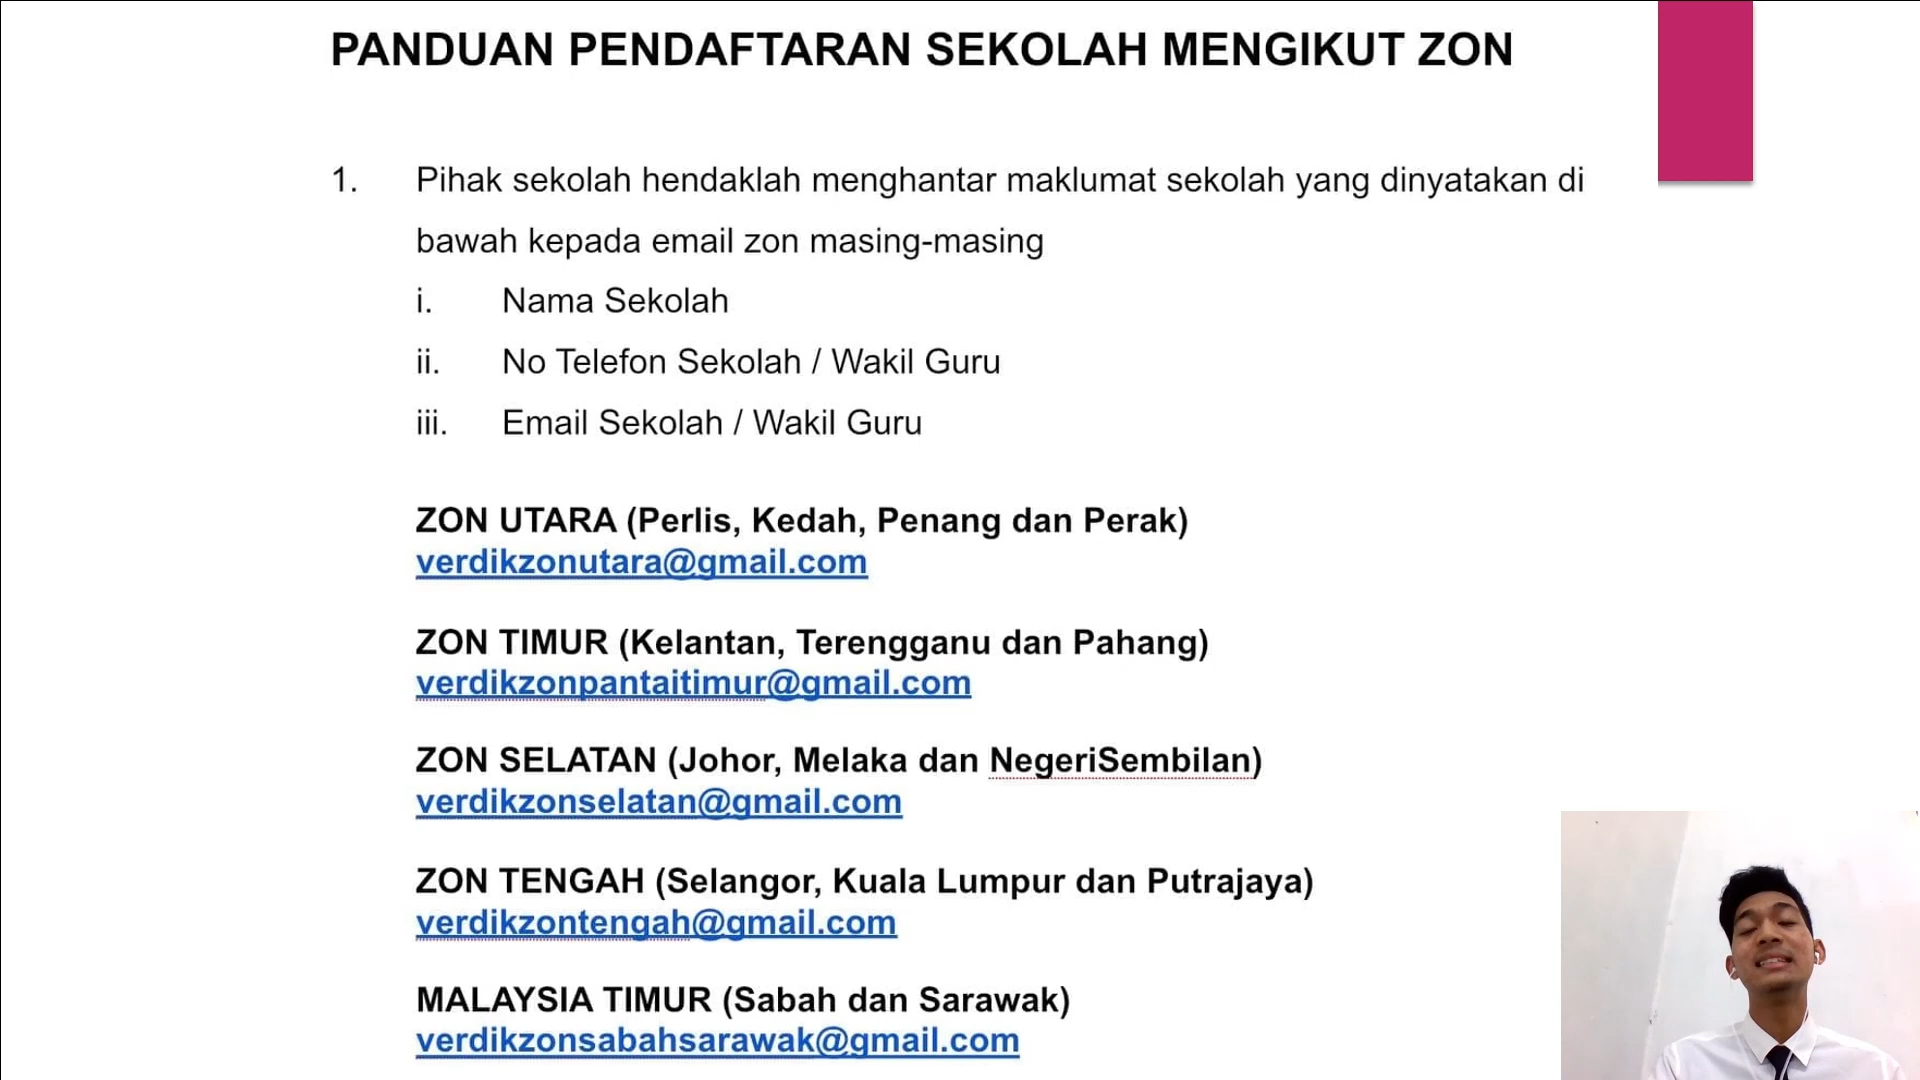 PANDUAN PENDAFTARAN SEKOLAH MENGIKUT ZON
1. Pihak sekolah hendaklah menghantar maklumat sekolah yang dinyatakan di
bawah kepada email zon masing-masing
i. Nama Sekolah
ii. No Telefon Sekolah / Wakil Guru
iii. Email Sekolah / Wakil Guru
ZON UTARA (Perlis, Kedah, Penang dan Perak)
verdikzonutara@gmail.com
ZON TIMUR (Kelantan, Terengganu dan Pahang)
verdikzonpantaitimur@gmail.com
ZON SELATAN (Johor, Melaka dan NegeriSembilan)
verdikzonselatan@gmail.com
ZON TENGAH (Selangor, Kuala Lumpur dan Putrajaya)
verdikzontengah@gmail.com
MALAYSIA TIMUR (Sabah dan Sarawak)
verdikzonsabahsarawak@gmail.com